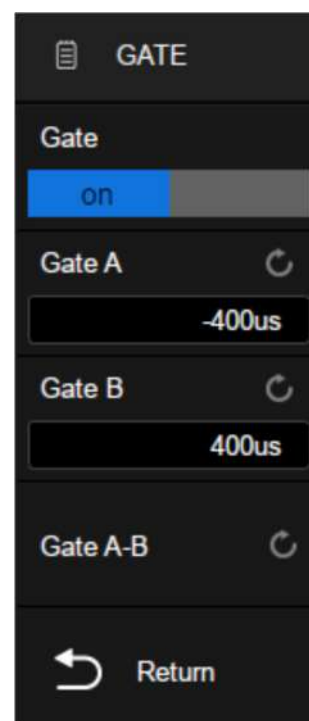 GATE
Gate
on
Gate A
-400us
Gate B
400us
Gate A-B
Return